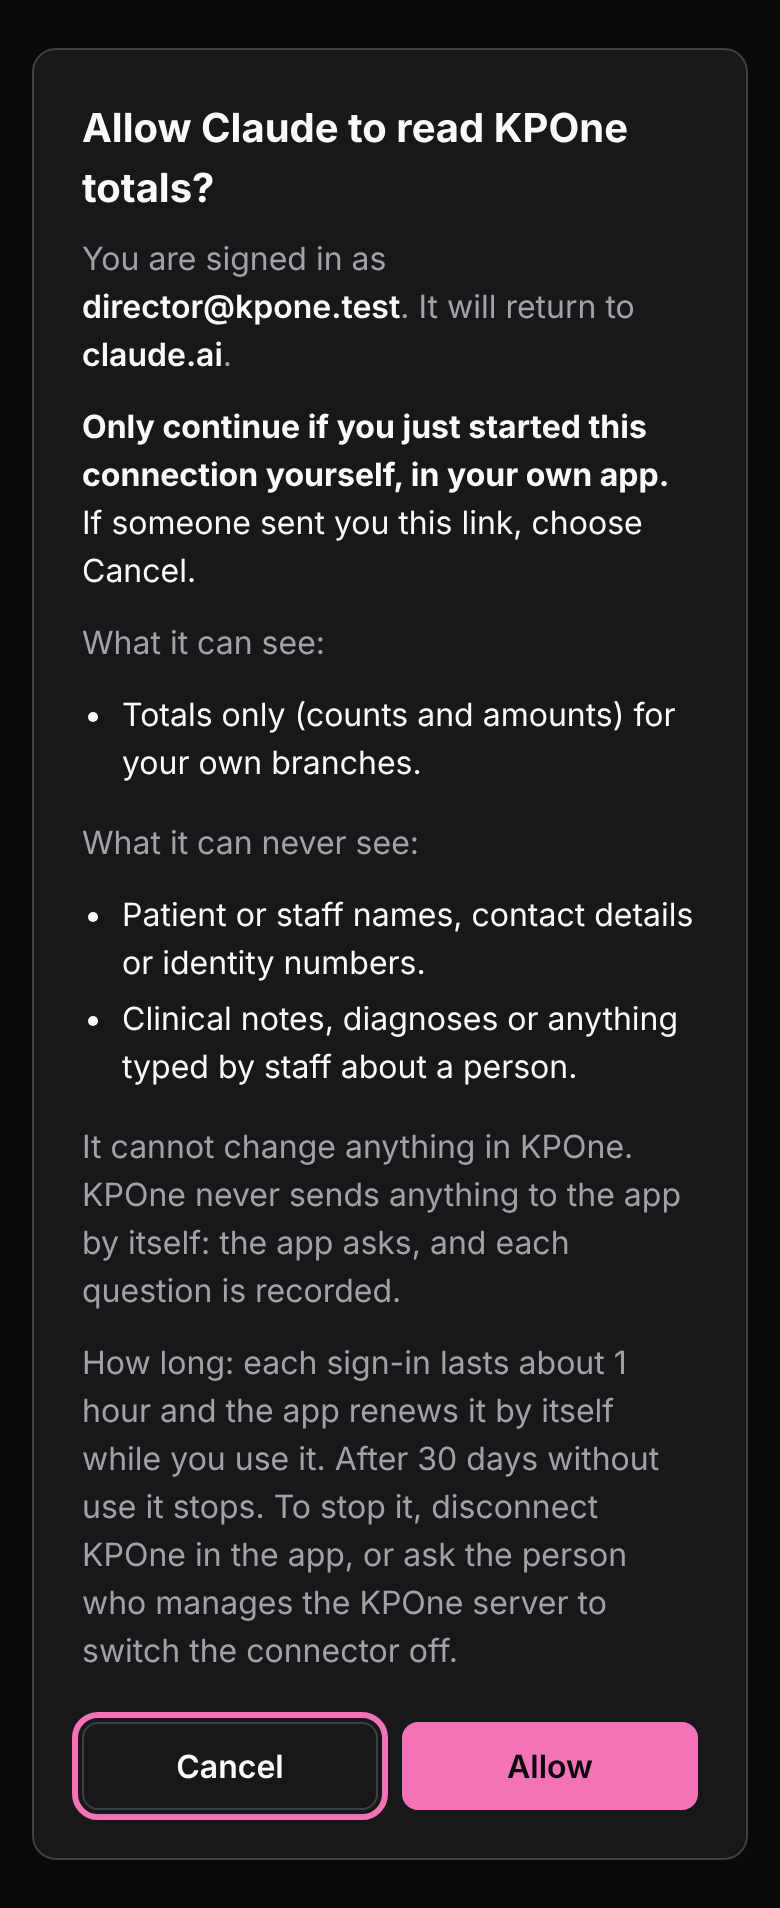 Allow Claude to read KPOne
totals?
You are signed in as
director@kpone.test. It will return to
claude.ai.
Only continue if you just started this
connection yourself, in your own app.
If someone sent you this link, choose
Cancel.
What it can see:
• Totals only (counts and amounts) for
your own branches.
What it can never see:
• Patient or staff names, contact details
or identity numbers.
• Clinical notes, diagnoses or anything
typed by staff about a person.
It cannot change anything in KPOne.
KPOne never sends anything to the app
by itself: the app asks, and each
question is recorded.
How long: each sign-in lasts about 1
hour and the app renews it by itself
while you use it. After 30 days without
use it stops. To stop it, disconnect
KPOne in the app, or ask the person
who manages the KPOne server to
switch the connector off.
Cancel
Allow